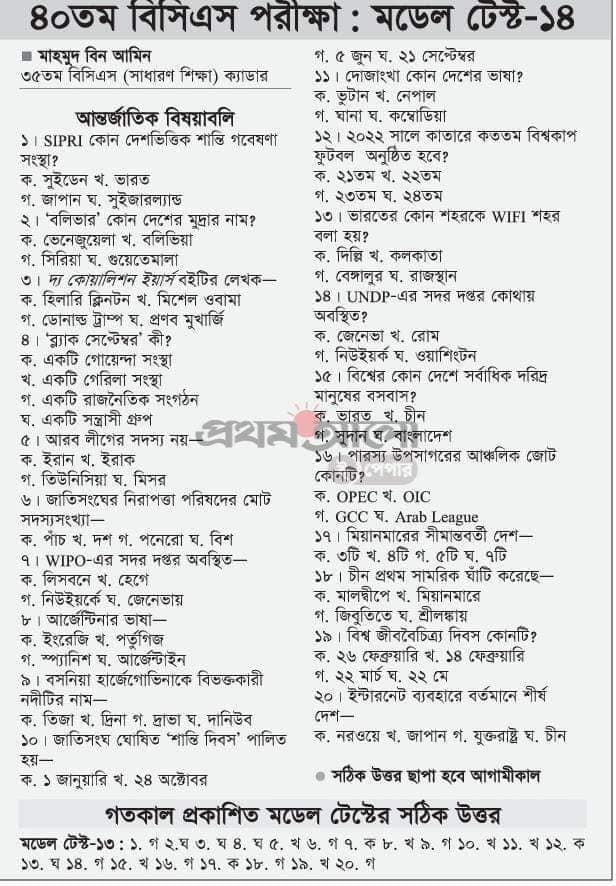 ৪০তম বিসিএস পরীক্ষা : মডেল টেস্ট-১৪
■ মাহমুদ বিন আমিন
৩৫তম বিসিএস (সাধারণ শিক্ষা) ক্যাডার
আন্তর্জাতিক বিষয়াবলি
১। SIPRI কোন দেশভিত্তিক শান্তি গবেষণা
সংস্থা?
ক. সুইডেন খ. ভারত
গ. জাপান ঘ. সুইজারল্যান্ড
২। ‘বলিভার’ কোন দেশের মুদ্রার নাম?
ক. ভেনেজুয়েলা খ. বলিভিয়া
গ. সিরিয়া ঘ. গুয়েতেমালা
৩। দ্য কোয়ালিশন ইয়ার্স বইটির লেখক—
ক. হিলারি ক্লিনটন খ. মিশেল ওবামা
গ. ডোনাল্ড ট্রাম্প ঘ. প্রণব মুখার্জি
৪। ‘ব্ল্যাক সেপ্টেম্বর’ কী?
ক. একটি গোয়েন্দা সংস্থা
খ. একটি গেরিলা সংস্থা
গ. একটি রাজনৈতিক সংগঠন
ঘ. একটি সন্ত্রাসী গ্রুপ
৫। আরব লীগের সদস্য নয়—
ক. ইরান খ. ইরাক
গ. তিউনিসিয়া ঘ. মিসর
৬। জাতিসংঘের নিরাপত্তা পরিষদের মোট
সদস্যসংখ্যা—
ক. পাঁচ খ. দশ গ. পনেরো ঘ. বিশ
৭। WIPO-এর সদর দপ্তর অবস্থিত—
ক. লিসবনে খ. হেগে
গ. নিউইয়র্কে ঘ. জেনেভায়
৮। আর্জেন্টিনার ভাষা—
ক. ইংরেজি খ. পর্তুগিজ
গ. স্প্যানিশ ঘ. আর্জেন্টাইন
৯। বসনিয়া হার্জেগোভিনাকে বিভক্তকারী
নদীটির নাম—
ক. তিজা খ. দ্রিনা গ. দ্রাভা ঘ. দানিউব
১০। জাতিসংঘ ঘোষিত ‘শান্তি দিবস’ পালিত
হয়—
ক. ১ জানুয়ারি খ. ২৪ অক্টোবর
গ. ৫ জুন ঘ. ২১ সেপ্টেম্বর
১১। দোজাংখা কোন দেশের ভাষা?
ক. ভুটান খ. নেপাল
গ. ঘানা ঘ. কম্বোডিয়া
১২। ২০২২ সালে কাতারে কততম বিশ্বকাপ
ফুটবল অনুষ্ঠিত হবে?
ক. ২১তম খ. ২২তম
গ. ২৩তম ঘ. ২৪তম
১৩। ভারতের কোন শহরকে WIFI শহর
বলা হয়?
ক. দিল্লি খ. কলকাতা
গ. বেঙ্গালুর ঘ. রাজস্থান
১৪। UNDP-এর সদর দপ্তর কোথায়
অবস্থিত?
ক. জেনেভা খ. রোম
গ. নিউইয়র্ক ঘ. ওয়াশিংটন
১৫। বিশ্বের কোন দেশে সর্বাধিক দরিদ্র
মানুষের বসবাস?
ক. ভারত খ. চীন
গ. সুদান ঘ. বাংলাদেশ
১৬। পারস্য উপসাগরের আঞ্চলিক জোট
কোনটি?
ক. OPEC খ. OIC
গ. GCC ঘ. Arab League
১৭। মিয়ানমারের সীমান্তবর্তী দেশ—
ক. ৩টি খ. ৪টি গ. ৫টি ঘ. ৭টি
১৮। চীন প্রথম সামরিক ঘাঁটি করেছে—
ক. মালদ্বীপে খ. মিয়ানমারে
গ. জিবুতিতে ঘ. শ্রীলঙ্কায়
১৯। বিশ্ব জীববৈচিত্র্য দিবস কোনটি?
ক. ২৬ ফেব্রুয়ারি খ. ১৪ ফেব্রুয়ারি
গ. ২২ মার্চ ঘ. ২২ মে
২০। ইন্টারনেট ব্যবহারে বর্তমানে শীর্ষ
দেশ—
ক. নরওয়ে খ. জাপান গ. যুক্তরাষ্ট্র ঘ. চীন
● সঠিক উত্তর ছাপা হবে আগামীকাল
প্রথম আলো
ই পেপার
গতকাল প্রকাশিত মডেল টেস্টের সঠিক উত্তর
মডেল টেস্ট-১৩ : ১. গ ২.ঘ ৩. ঘ ৪. ঘ ৫. খ ৬. গ ৭. ক ৮. খ ৯. গ ১০. খ ১১. খ ১২. ক
১৩. ঘ ১৪. গ ১৫. খ ১৬. গ ১৭. ক ১৮. গ ১৯. খ ২০. গ